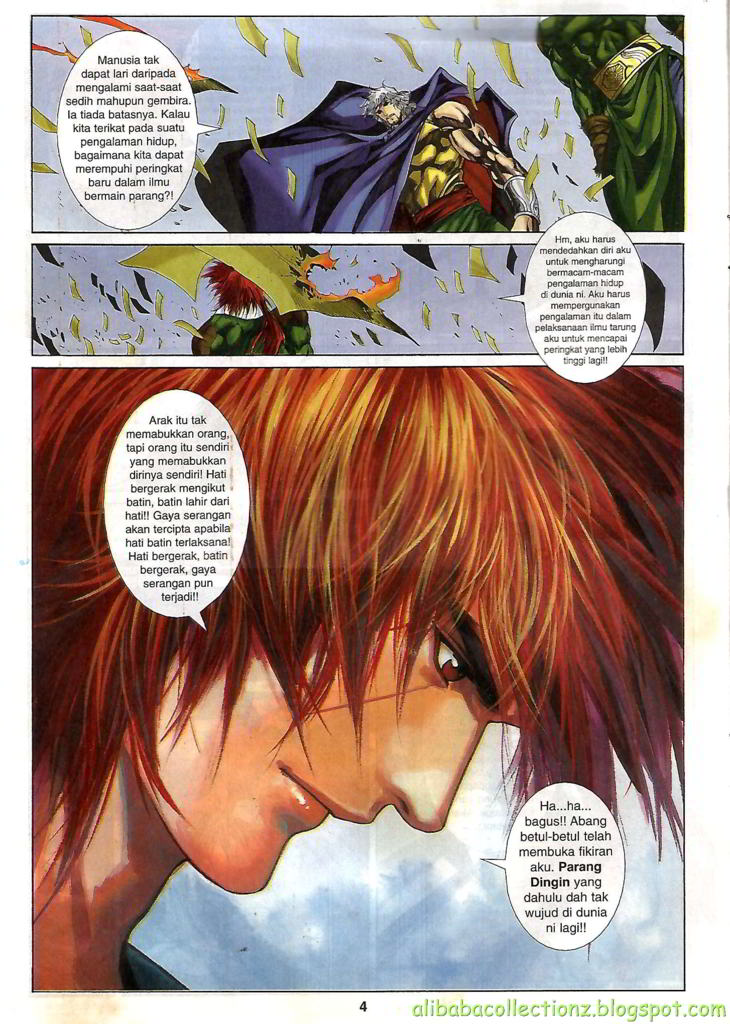 Manusia tak
dapat lari daripada
mengalami saat-saat
sedih mahupun gembira.
Ia tiada batasnya. Kalau
kita terikat pada suatu
pengalaman hidup,
bagaimana kita dapat
merempuhi peringkat
baru dalam ilmu
bermain parang?!
Hm, aku harus
mendedahkan diri aku
untuk mengharungi
bermacam-macam
pengalaman hidup
di dunia ni. Aku harus
mempergunakan
pengalaman itu dalam
pelaksanaan ilmu tarung
aku untuk mencapai
peringkat yang lebih
tinggi lagi!!
Arak itu tak
memabukkan orang,
tapi orang itu sendiri
yang memabukkan
dirinya sendiri! Hati
bergerak mengikut
batin, batin lahir dari
hati!! Gaya serangan
akan tercipta apabila
hati batin terlaksana!
Hati bergerak, batin
bergerak, gaya
serangan pun
terjadi!!
Ha...ha...
bagus!! Abang
betul-betul telah
membuka fikiran
aku. Parang
Dingin yang
dahulu dah tak
wujud di dunia
ni lagi!!
4
alibabacollectionz.blogspot.com